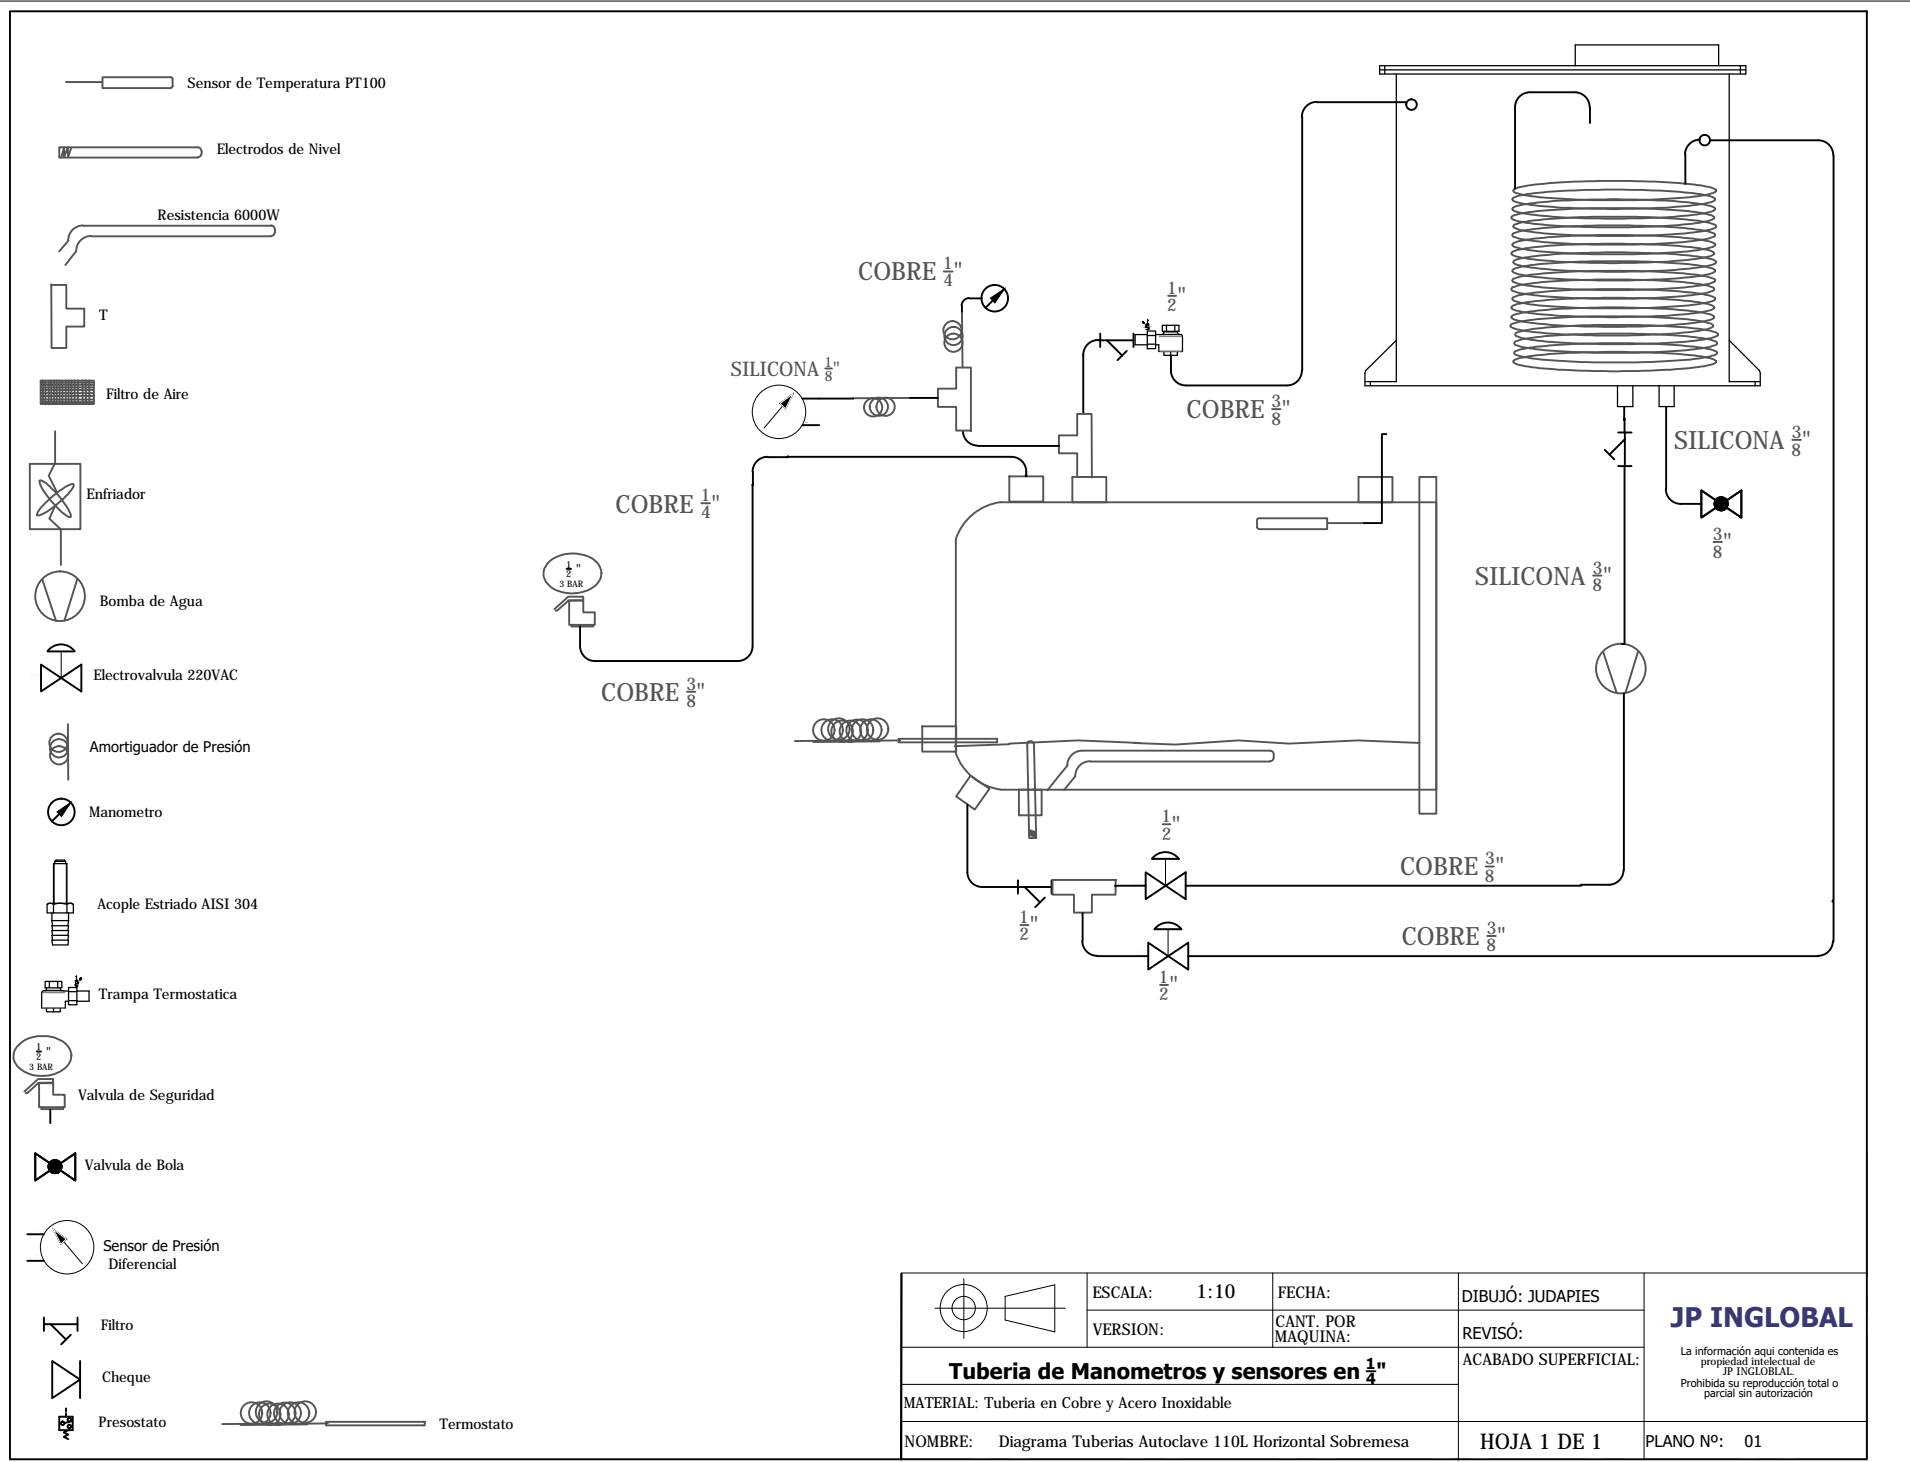 Sensor de Temperatura PT100
Electrodos de Nivel
Resistencia 6000W
T
Filtro de Aire
Enfriador
Bomba de Agua
Electrovalvula 220VAC
Amortiguador de Presión
Manometro
Acople Estriado AISI 304
Trampa Termostatica
1/2 "
3 BAR
Valvula de Seguridad
Valvula de Bola
Sensor de Presión
Diferencial
Filtro
Cheque
Presostato
Termostato
COBRE 1/4"
1/2"
SILICONA 1/8"
COBRE 3/8"
COBRE 1/4"
1/2 "
3 BAR
COBRE 3/8"
SILICONA 3/8"
3/8"
SILICONA 3/8"
1/2"
COBRE 3/8"
1/2"
COBRE 3/8"
1/2"
ESCALA: 1:10
FECHA:
DIBUJÓ: JUDAPIES
VERSION:
CANT. POR
MAQUINA:
REVISÓ:
Tuberia de Manometros y sensores en 1/4"
ACABADO SUPERFICIAL:
MATERIAL: Tuberia en Cobre y Acero Inoxidable
NOMBRE: Diagrama Tuberias Autoclave 110L Horizontal Sobremesa
HOJA 1 DE 1
PLANO Nº: 01
JP INGLOBAL
La información aqui contenida es
propiedad intelectual de
JP INGLOBLAL.
Prohibida su reproducción total o
parcial sin autorización